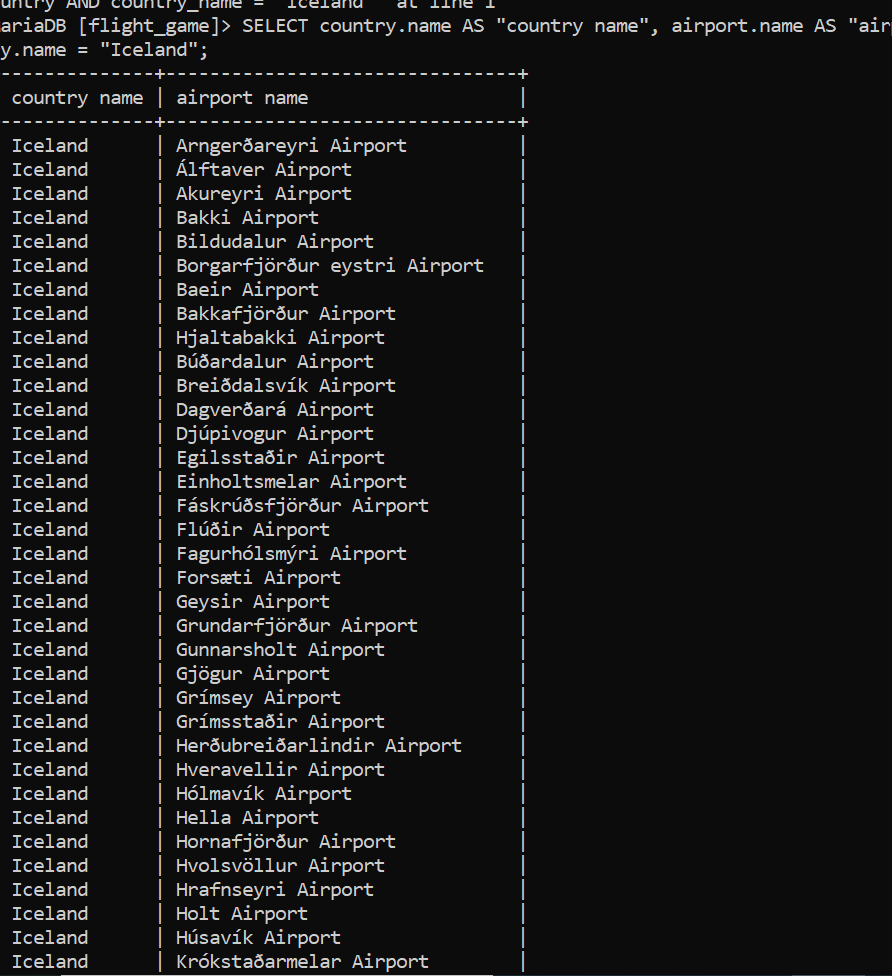 AND country_name = "Iceland" at line 1
ariaDB [flight_game]> SELECT country.name AS "country name", airport.name AS
y.name = "Iceland";
--------------+---------------------------------+
country name | airport name |
--------------+---------------------------------+
Iceland | Arngerðareyri Airport |
Iceland | Álftaver Airport |
Iceland | Akureyri Airport |
Iceland | Bakki Airport |
Iceland | Bildudalur Airport |
Iceland | Borgarfjörður eystri Airport |
Iceland | Baeir Airport |
Iceland | Bakkafjörður Airport |
Iceland | Hjaltabakki Airport |
Iceland | Búðardalur Airport |
Iceland | Breiðdalsvík Airport |
Iceland | Dagverðará Airport |
Iceland | Djúpivogur Airport |
Iceland | Egilsstaðir Airport |
Iceland | Einholtsmelar Airport |
Iceland | Fáskrúðsfjörður Airport |
Iceland | Flúðir Airport |
Iceland | Fagurhólsmýri Airport |
Iceland | Forsæti Airport |
Iceland | Geysir Airport |
Iceland | Grundarfjörður Airport |
Iceland | Gunnarsholt Airport |
Iceland | Gjögur Airport |
Iceland | Grímsey Airport |
Iceland | Grímsstaðir Airport |
Iceland | Herðubreiðarlindir Airport |
Iceland | Hveravellir Airport |
Iceland | Hólmavík Airport |
Iceland | Hella Airport |
Iceland | Hornafjörður Airport |
Iceland | Hvolsvöllur Airport |
Iceland | Hrafnseyri Airport |
Iceland | Holt Airport |
Iceland | Húsavík Airport |
Iceland | Krókstaðarmelar Airport |